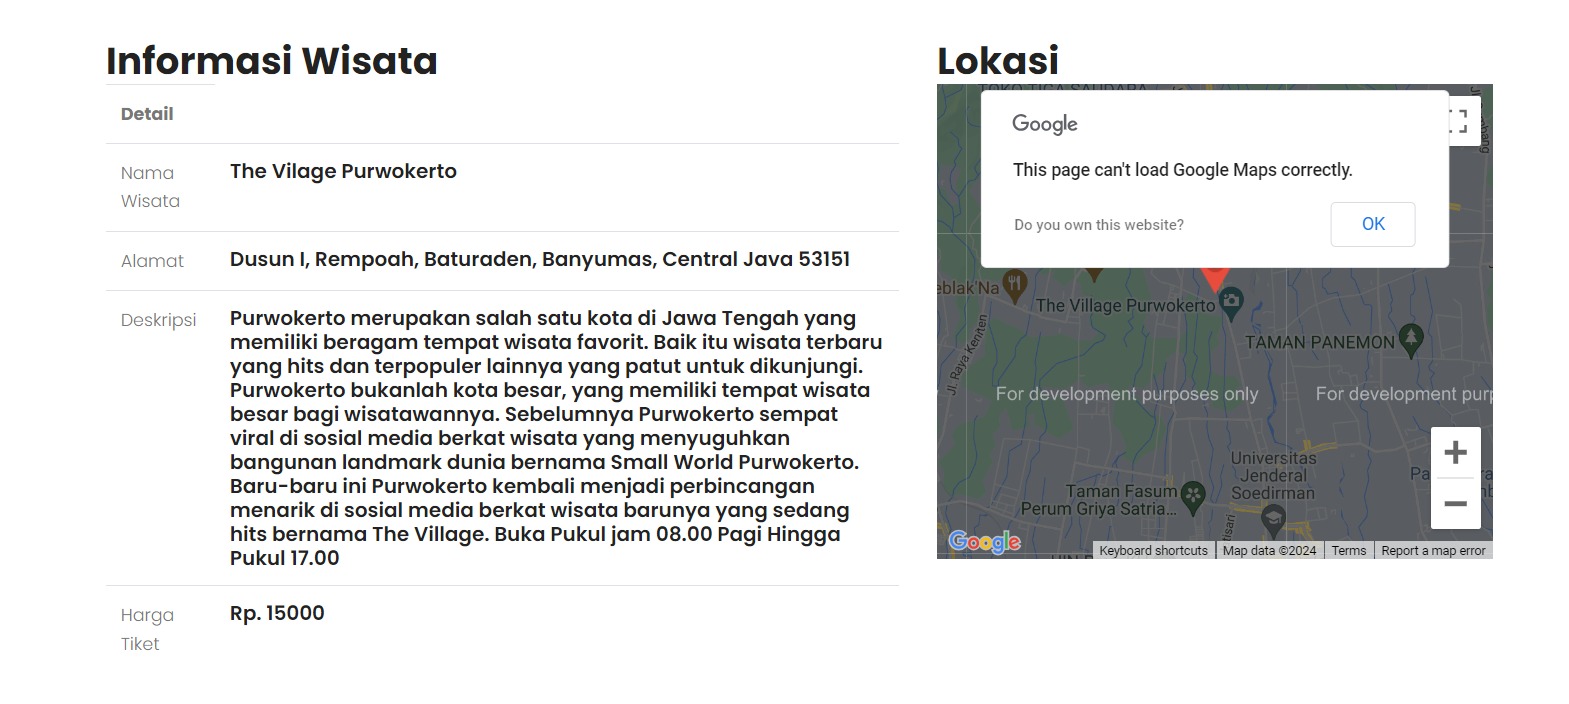 Informasi Wisata
Detail
Nama
Wisata
The Vilage Purwokerto
Alamat
Dusun I, Rempoah, Baturaden, Banyumas, Central Java 53151
Deskripsi
Purwokerto merupakan salah satu kota di Jawa Tengah yang
memiliki beragam tempat wisata favorit. Baik itu wisata terbaru
yang hits dan terpopuler lainnya yang patut untuk dikunjungi.
Purwokerto bukanlah kota besar, yang memiliki tempat wisata
besar bagi wisatawannya. Sebelumnya Purwokerto sempat
viral di sosial media berkat wisata yang menyuguhkan
bangunan landmark dunia bernama Small World Purwokerto.
Baru-baru ini Purwokerto kembali menjadi perbincangan
menarik di sosial media berkat wisata barunya yang sedang
hits bernama The Village. Buka Pukul jam 08.00 Pagi Hingga
Pukul 17.00
Harga
Tiket
Rp. 15000
Lokasi
TOKO TIGA SAUDARA
Google
This page can't load Google Maps correctly.
Do you own this website?
OK
eblak'Na
The Village Purwokerto
TAMAN PANEMON
Jl. Raya Kenten
For development purposes only
For development purp
Universitas
Jenderal
Soedirman
Taman Fasum
Perum Griya Satria...
Google
Keyboard shortcuts
Map data ©2024
Terms
Report a map error